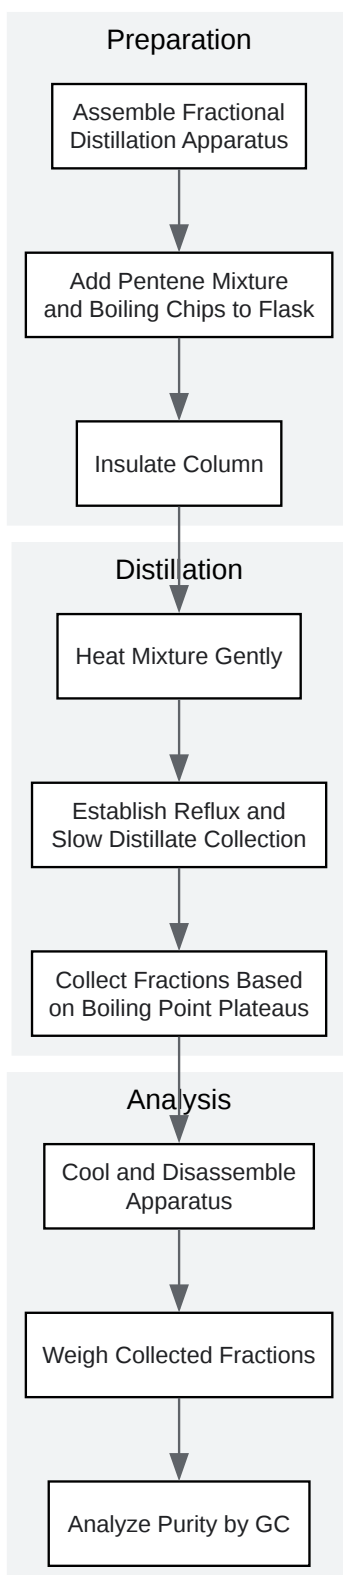 Preparation
Assemble Fractional
Distillation Apparatus
Add Pentene Mixture
and Boiling Chips to Flask
Insulate Column
Distillation
Heat Mixture Gently
Establish Reflux and
Slow Distillate Collection
Collect Fractions Based
on Boiling Point Plateaus
Analysis
Cool and Disassemble
Apparatus
Weigh Collected Fractions
Analyze Purity by GC